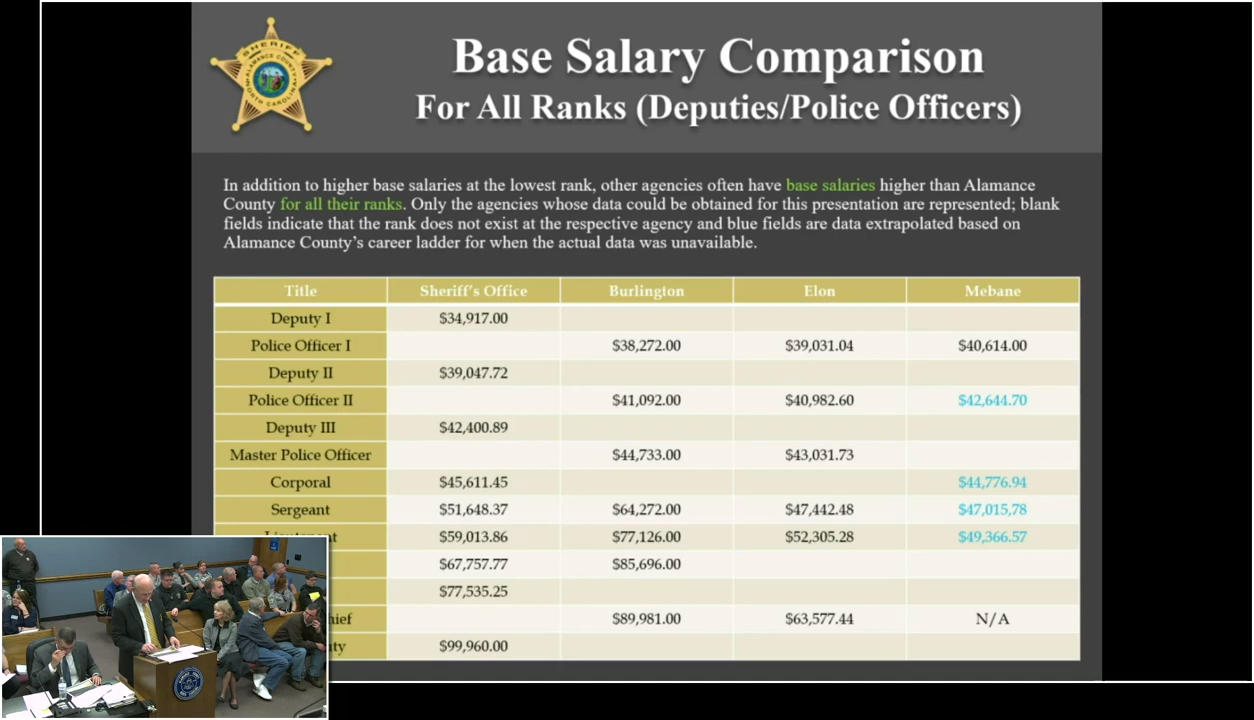 SHERIFF
ALAMANCE COUNTY
NORTH CAROLINA
Base Salary Comparison
For All Ranks (Deputies/Police Officers)
In addition to higher base salaries at the lowest rank, other agencies often have base salaries higher than Alamance
County for all their ranks. Only the agencies whose data could be obtained for this presentation are represented; blank
fields indicate that the rank does not exist at the respective agency and blue fields are data extrapolated based on
Alamance County's career ladder for when the actual data was unavailable.
Title Sheriff's Office Burlington Elon Mebane
Deputy I $34,917.00
Police Officer I $38,272.00 $39,031.04 $40,614.00
Deputy II $39,047.72
Police Officer II $41,092.00 $40,982.60 $42,644.70
Deputy III $42,400.89
Master Police Officer $44,733.00 $43,031.73
Corporal $45,611.45 $44,776.94
Sergeant $51,648.37 $64,272.00 $47,442.48 $47,015,78
$59,013.86 $77,126.00 $52,305.28 $49,366.57
$67,757.77 $85,696.00
$77,535.25
hief $89,981.00 $63,577.44 N/A
ty $99,960.00